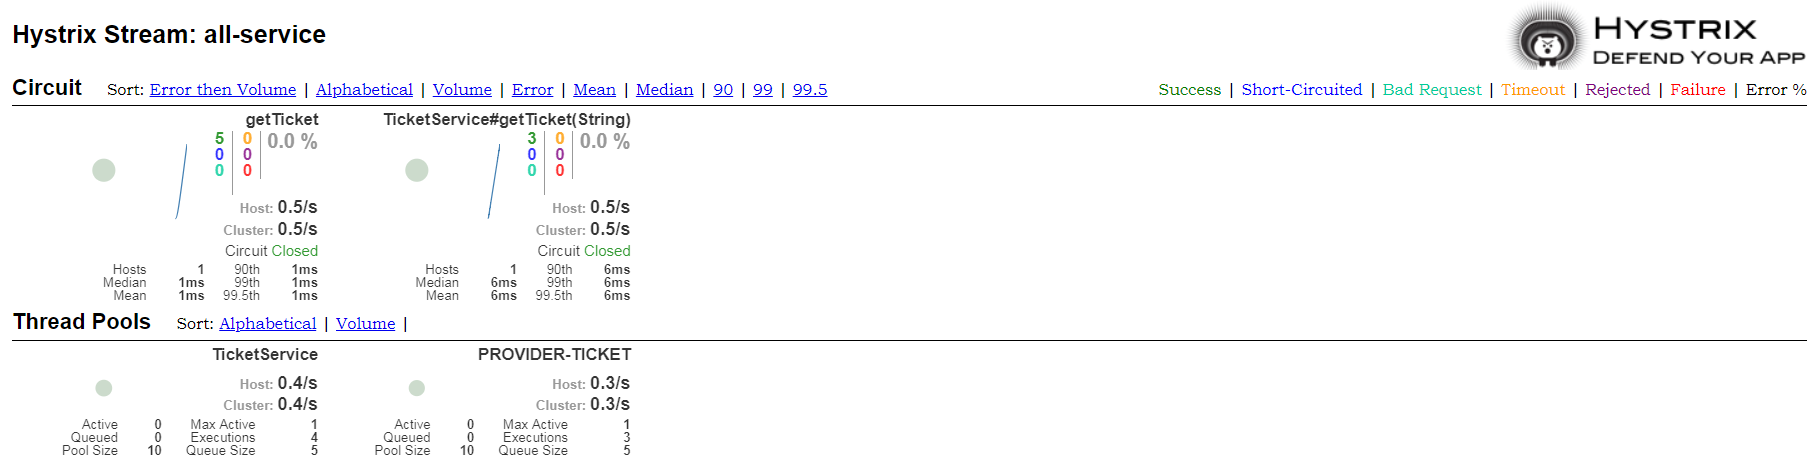 Hystrix Stream: all-service
HYSTRIX
DEFEND YOUR APP
Circuit Sort: Error then Volume | Alphabetical | Volume | Error | Mean | Median | 90 | 99 | 99.5
Success | Short-Circuited | Bad Request | Timeout | Rejected | Failure | Error %
getTicket
5 0 0.0 %
0 0
0 0
Host: 0.5/s
Cluster: 0.5/s
Circuit Closed
Hosts 1 90th 1ms
Median 1ms 99th 1ms
Mean 1ms 99.5th 1ms
TicketService#getTicket(String)
3 0 0.0 %
0 0
0 0
Host: 0.5/s
Cluster: 0.5/s
Circuit Closed
Hosts 1 90th 6ms
Median 6ms 99th 6ms
Mean 6ms 99.5th 6ms
Thread Pools Sort: Alphabetical | Volume |
TicketService
Host: 0.4/s
Cluster: 0.4/s
Active 0 Max Active 1
Queued 0 Executions 4
Pool Size 10 Queue Size 5
PROVIDER-TICKET
Host: 0.3/s
Cluster: 0.3/s
Active 0 Max Active 1
Queued 0 Executions 3
Pool Size 10 Queue Size 5